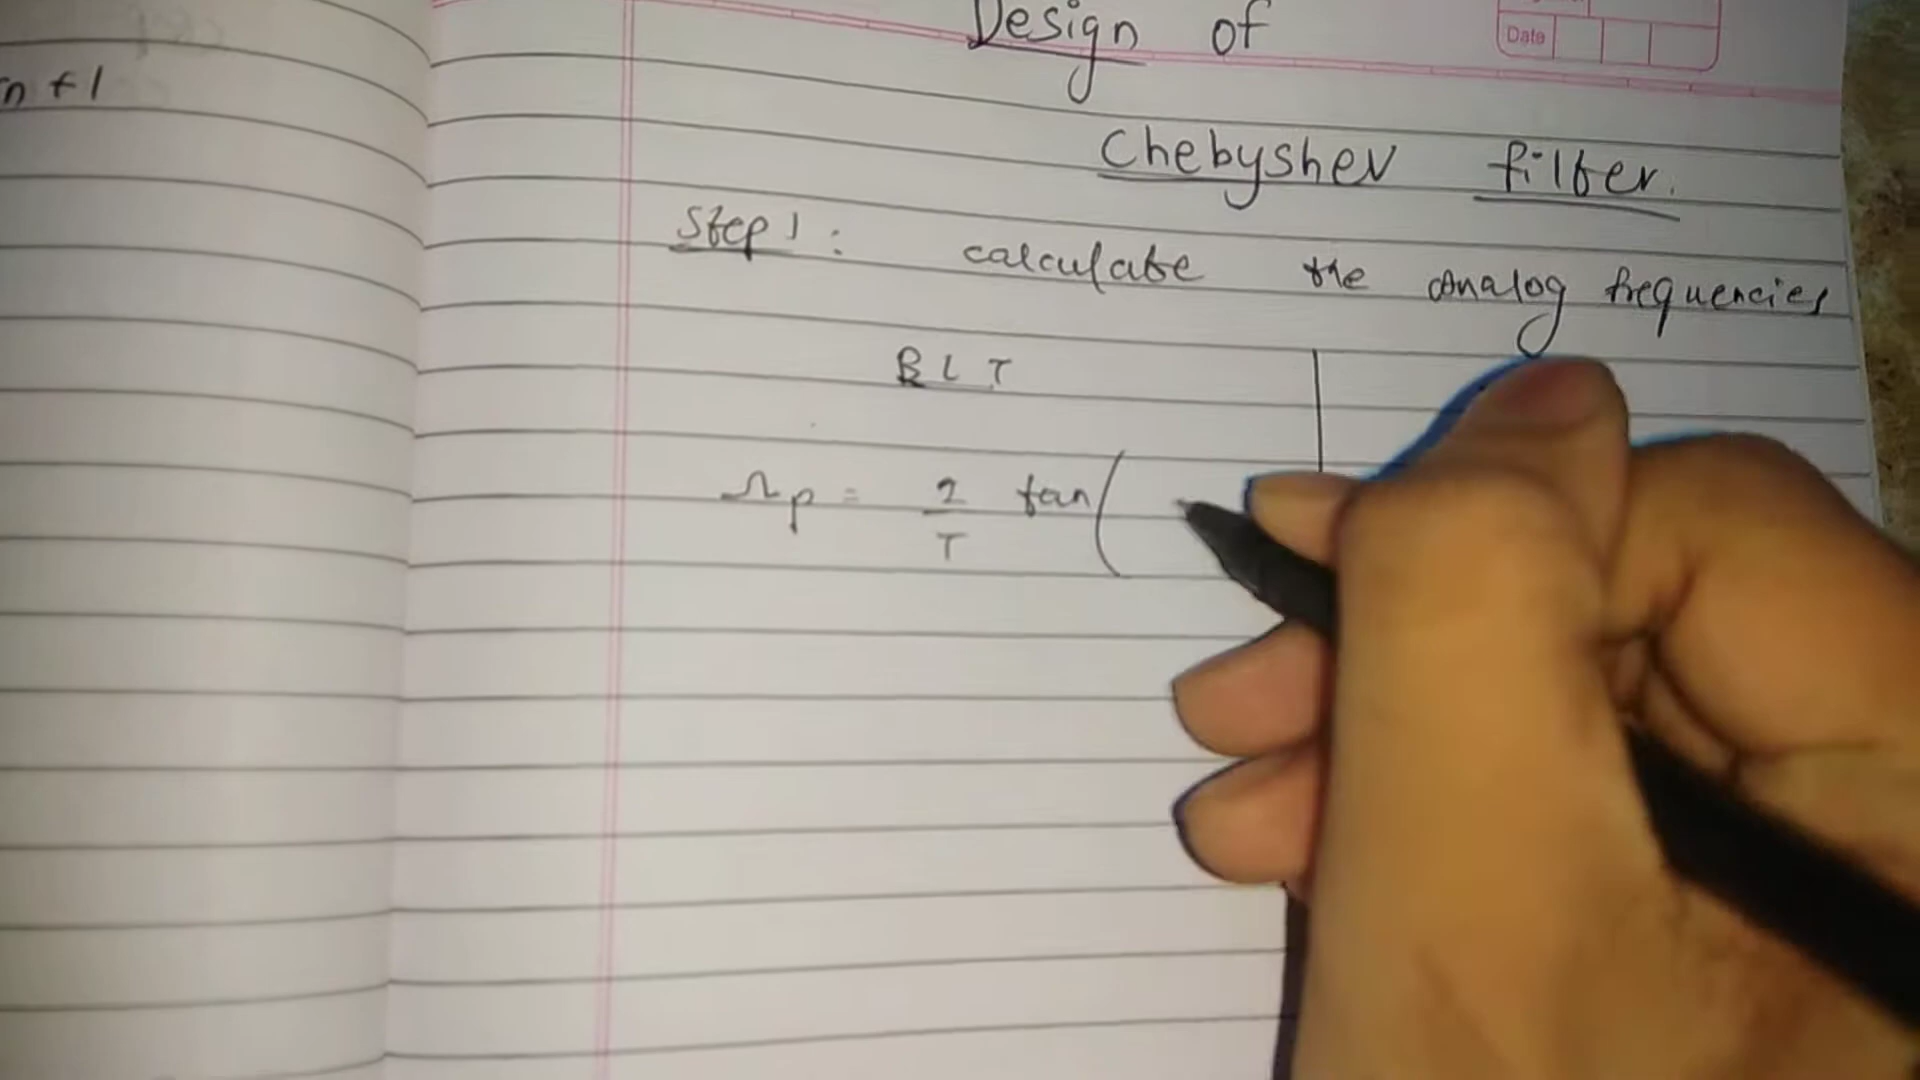 Date
Design of
n + 1
Chebyshev filter.
Step 1 : calculate the Analog frequencies
BLT
Ωp = 2/T tan(